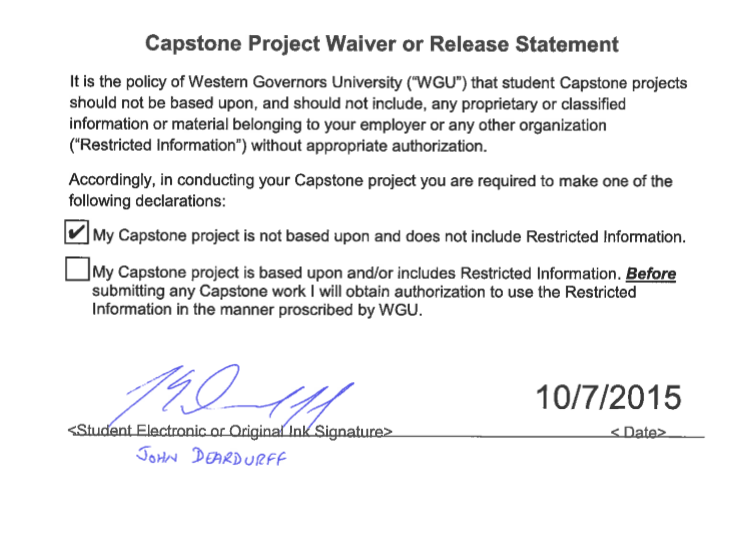 Capstone Project Waiver or Release Statement
It is the policy of Western Governors University ("WGU") that student Capstone projects
should not be based upon, and should not include, any proprietary or classified
information or material belonging to your employer or any other organization
("Restricted Information") without appropriate authorization.
Accordingly, in conducting your Capstone project you are required to make one of the
following declarations:
My Capstone project is not based upon and does not include Restricted Information.
My Capstone project is based upon and/or includes Restricted Information. Before
submitting any Capstone work I will obtain authorization to use the Restricted
Information in the manner proscribed by WGU.
10/7/2015
<Student Electronic or Original Ink Signature> < Date>
JOHN DEARDURFF